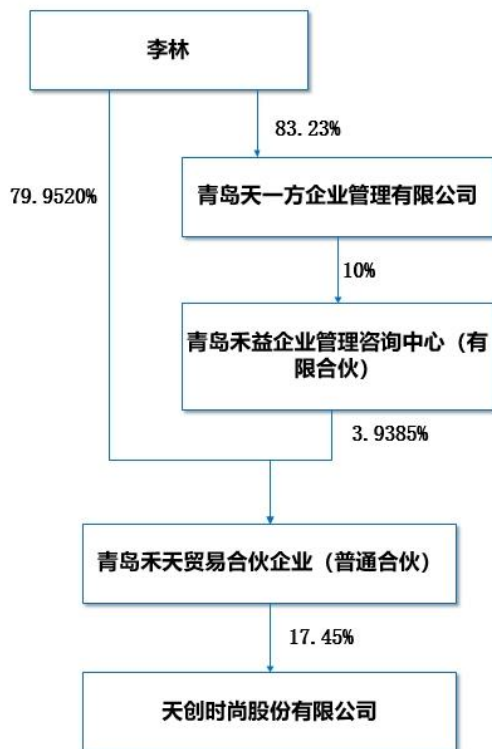 李林
83.23%
79.9520%
青岛天一方企业管理有限公司
10%
青岛禾益企业管理咨询中心（有
限合伙）
3.9385%
青岛禾天贸易合伙企业（普通合伙）
17.45%
天创时尚股份有限公司